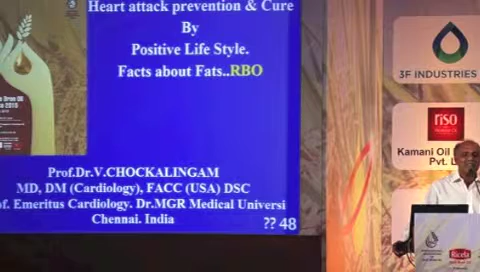 Heart attack prevention & Cure
By
Positive Life Style.
Facts about Fats..RBO
Prof.Dr.V.CHOCKALINGAM
MD, DM (Cardiology), FACC (USA) DSC
of. Emeritus Cardiology. Dr.MGR Medical Universi
Chennai. India
?? 48
3F INDUSTRIES
riso
Kamani Oil
Pvt. L
Ricela